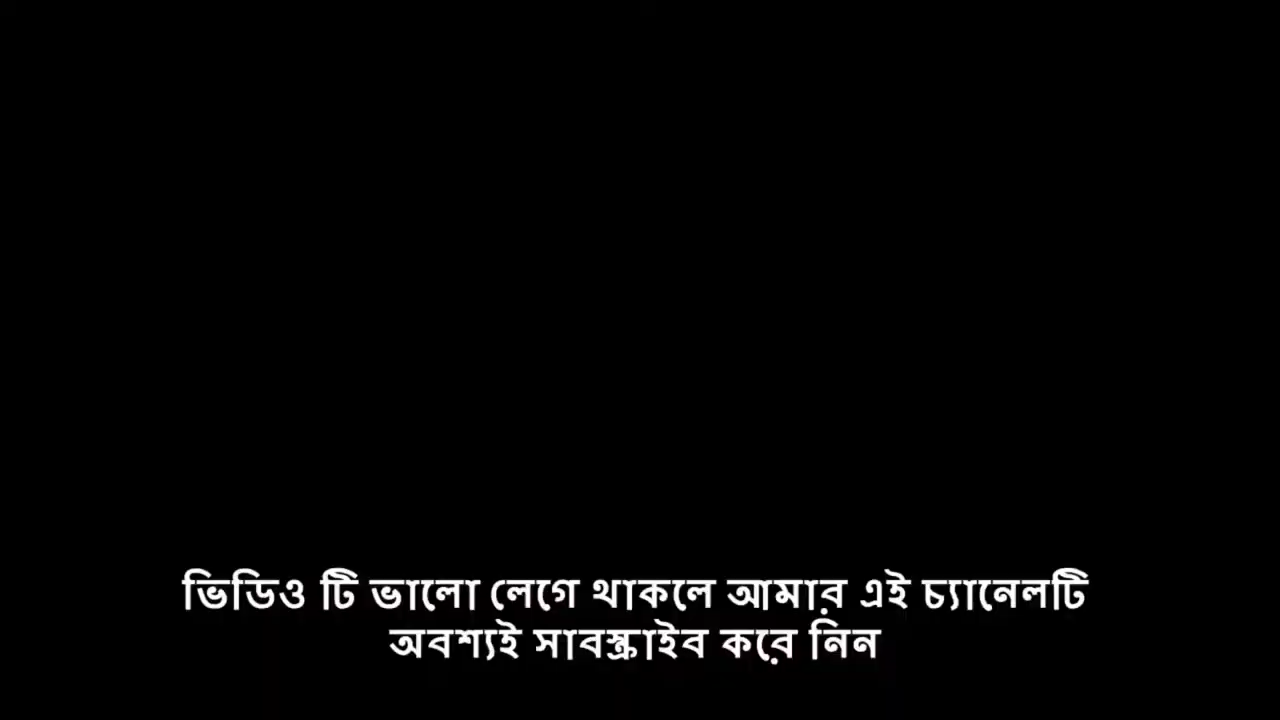 ভিডিও টি ভালো লেগে থাকলে আমার এই চ্যানেলটি
অবশ্যই সাবস্ক্রাইব করে নিন